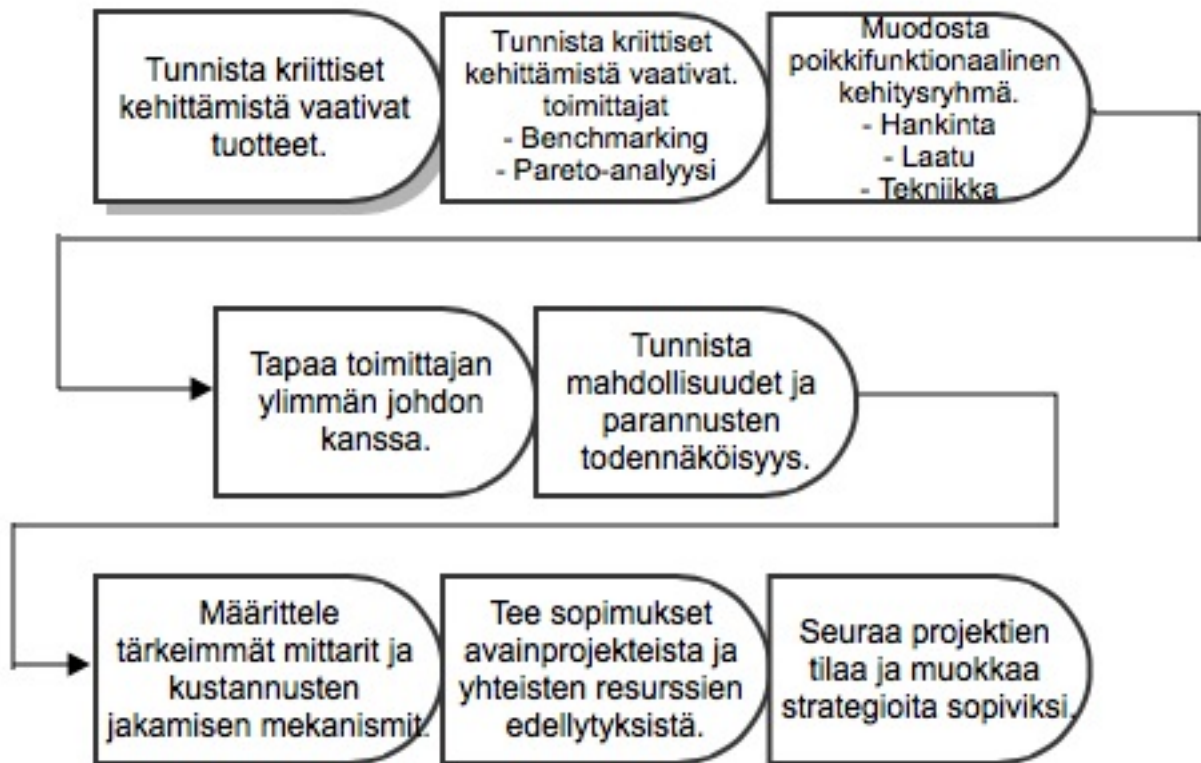 Tunnista kriittiset
kehittämistä vaativat
tuotteet.
Tunnista kriittiset
kehittämistä vaativat.
toimittajat
- Benchmarking
- Pareto-analyysi
Muodosta
poikkifunktionaalinen
kehitysryhmä.
- Hankinta
- Laatu
- Tekniikka
Tapaa toimittajan
ylimmän johdon
kanssa.
Tunnista
mahdollisuudet ja
parannusten
todennäköisyys.
Määrittele
tärkeimmät mittarit ja
kustannusten
jakamisen mekanismit.
Tee sopimukset
avainprojekteista ja
yhteisten resurssien
edellytyksistä.
Seuraa projektien
tilaa ja muokkaa
strategioita sopiviksi.